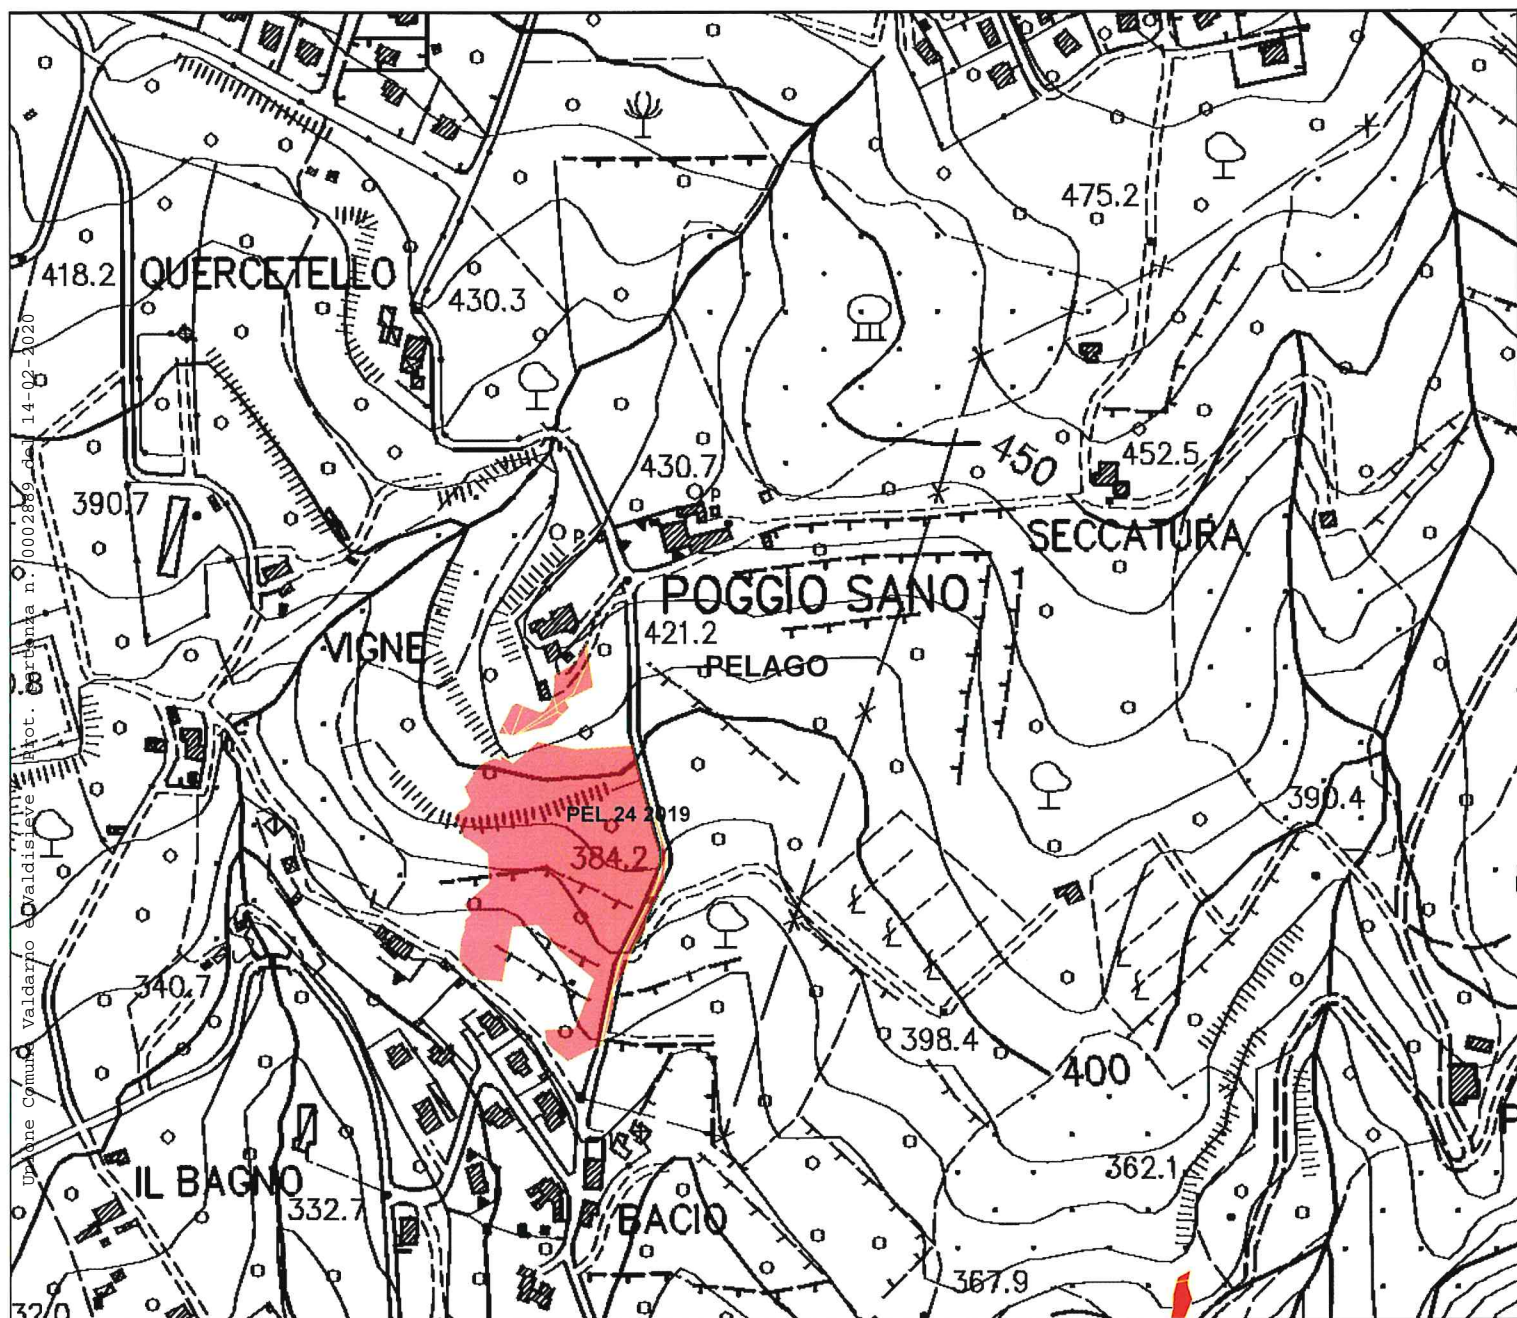 475.2
418.2
QUERCETELLO
430.3
430.7
P
450
452.5
390.7
SECCATURA
P
POGGIO SANO
421.2
VIGNE
PELAGO
PEL 24 2019
390.4
384.2
340.7
398.4
400
362.1
IL BAGNO
332.7
BACIO
367.9
P
Unione Comune Valdarno e Valdisieve Prot. Partenza n. 0002889 del 14-02-2020